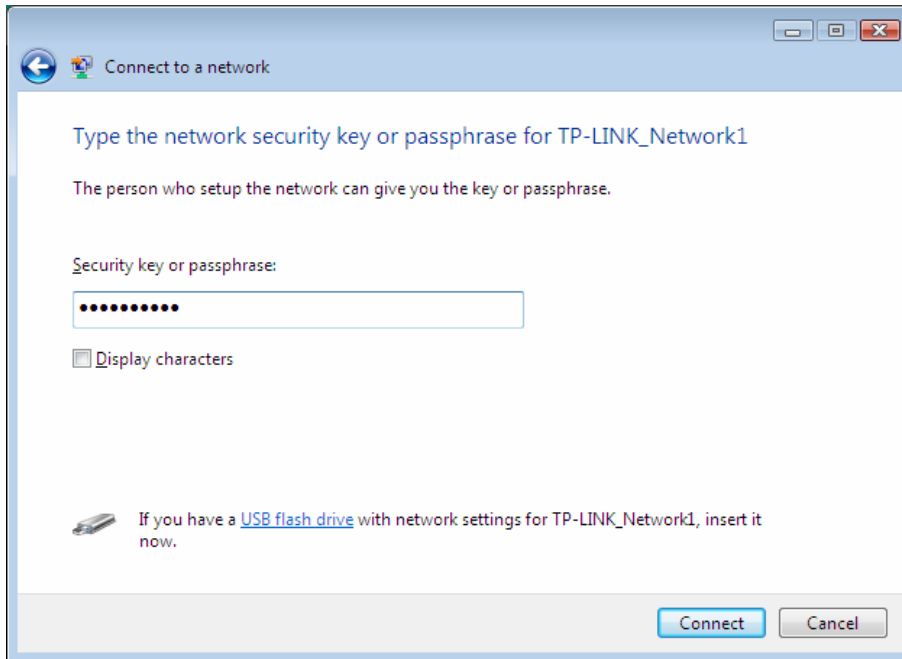 Connect to a network
Type the network security key or passphrase for TP-LINK_Network1
The person who setup the network can give you the key or passphrase.
Security key or passphrase:
••••••••••
Display characters
If you have a USB flash drive with network settings for TP-LINK_Network1, insert it
now.
Connect Cancel